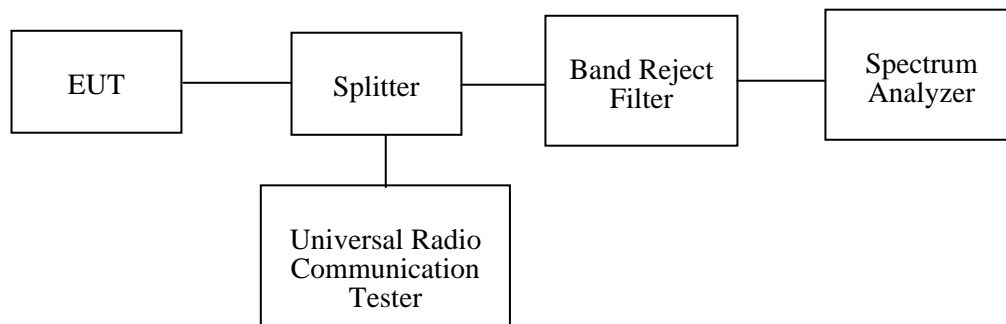 EUT
Splitter
Band Reject
Filter
Spectrum
Analyzer
Universal Radio
Communication
Tester